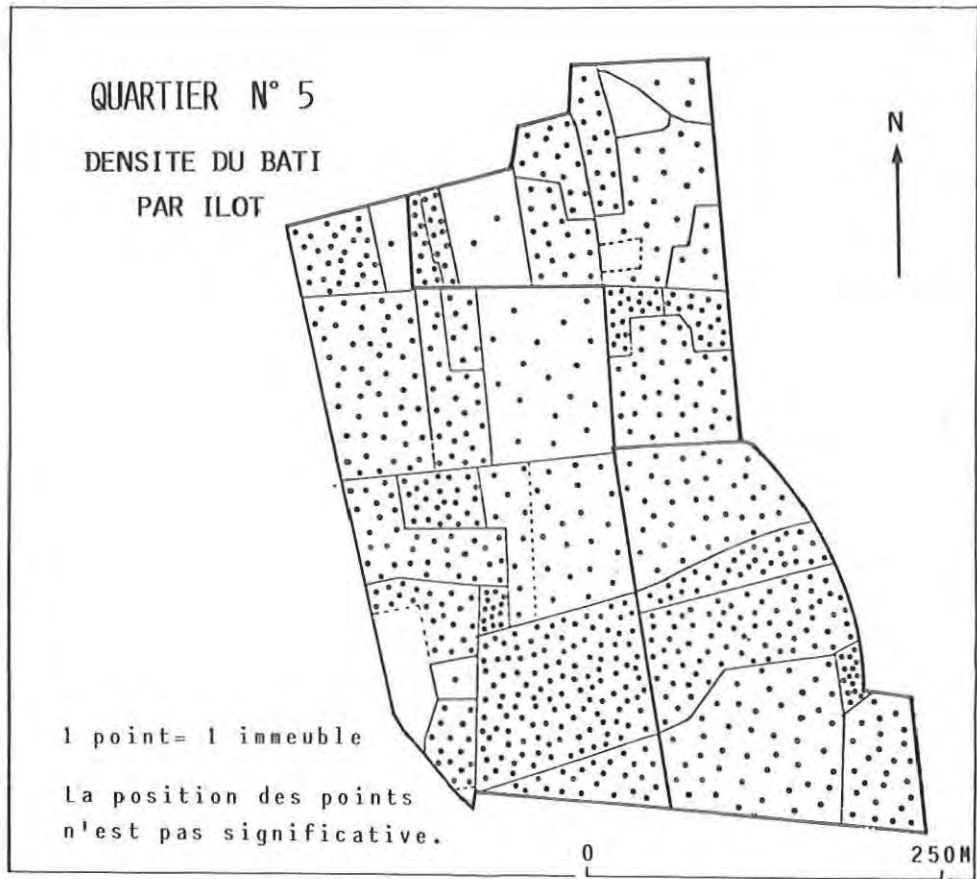 QUARTIER N° 5
DENSITE DU BATI
PAR ILOT
N
1 point= 1 immeuble
La position des points
n'est pas significative.
0 250M